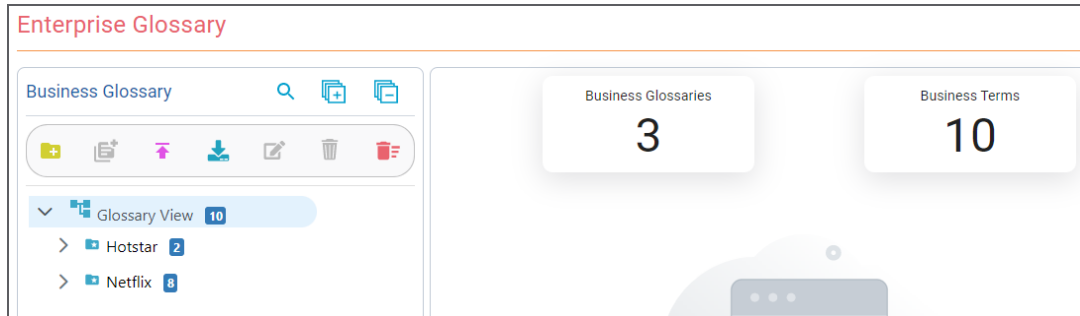 Enterprise Glossary
Business Glossary
Glossary View 10
Hotstar 2
Netflix 8
Business Glossaries
3
Business Terms
10